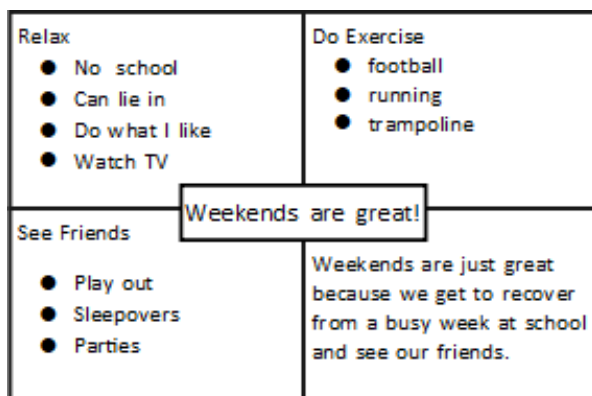 Relax
● No school
● Can lie in
● Do what I like
● Watch TV
Do Exercise
● football
● running
● trampoline
Weekends are great!
See Friends
● Play out
● Sleepovers
● Parties
Weekends are just great
because we get to recover
from a busy week at school
and see our friends.